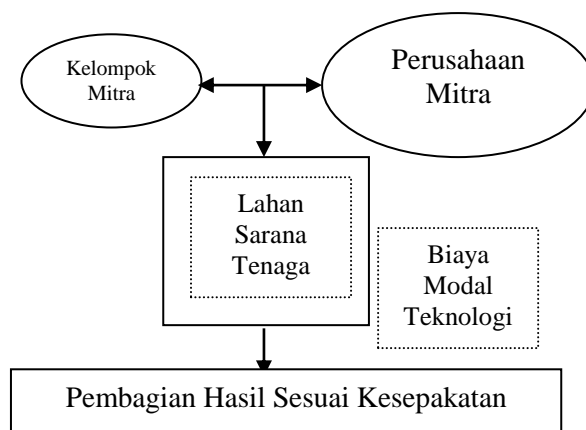 Kelompok
Mitra
Perusahaan
Mitra
Lahan
Sarana
Tenaga
Biaya
Modal
Teknologi
Pembagian Hasil Sesuai Kesepakatan